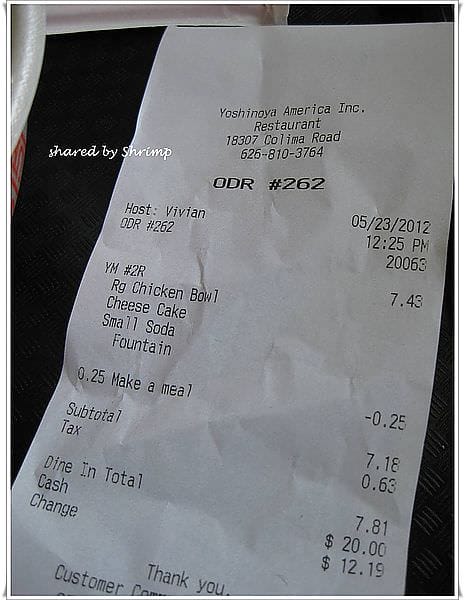 Yoshinoya America Inc.
Restaurant
18307 Colima Road
626-810-3764
shared by Shrimp
ODR #262
Host: Vivian 05/23/2012
ODR #262 12:25 PM
20063
YM #2R 7.43
Rg Chicken Bowl
Cheese Cake
Small Soda
Fountain
0.25 Make a meal -0.25
Subtotal 7.18
Tax 0.63
Dine In Total 7.81
Cash $ 20.00
Change $ 12.19
Thank you.
Customer